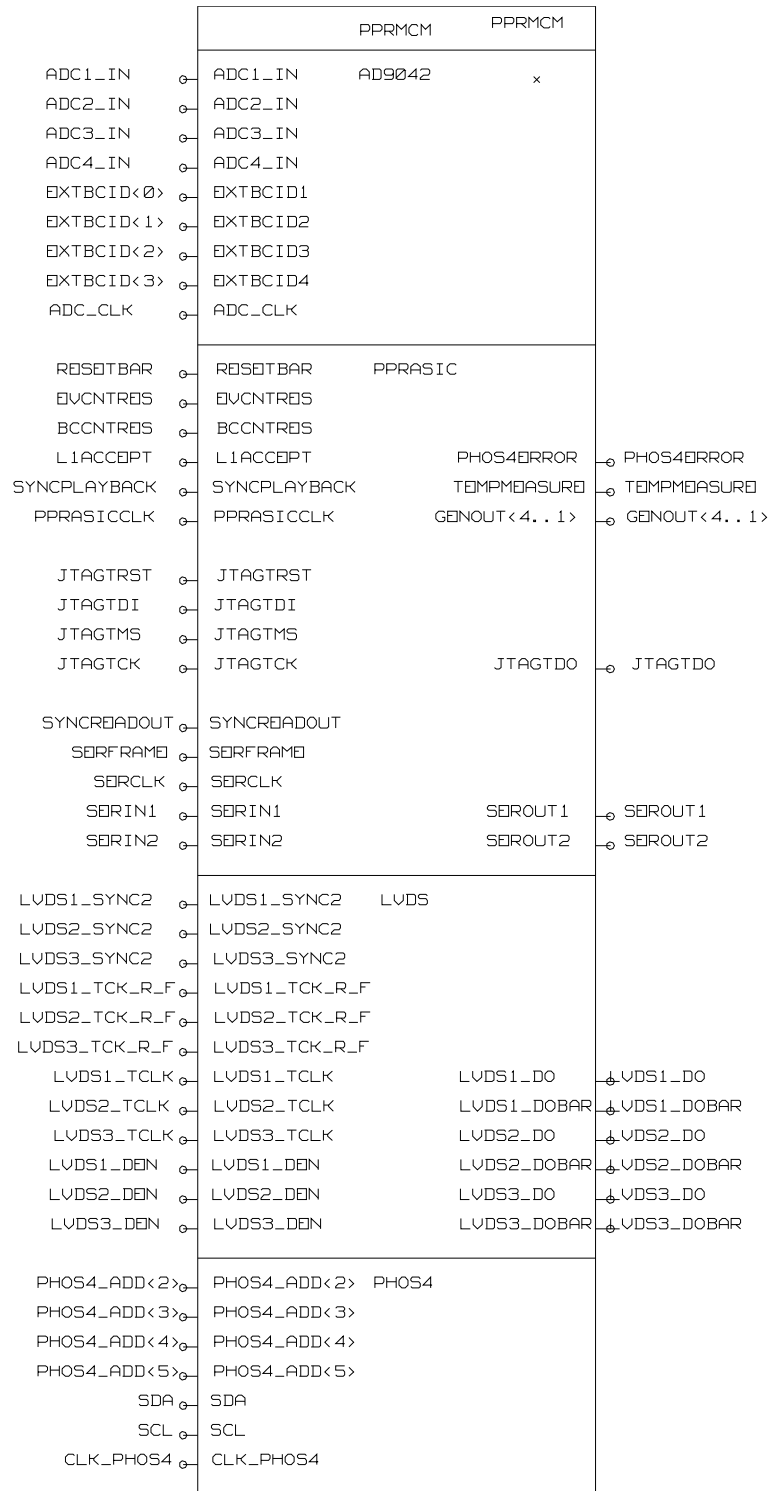 PPRMCM PPRMCM
ADC1_IN ADC1_IN AD9042 x
ADC2_IN ADC2_IN
ADC3_IN ADC3_IN
ADC4_IN ADC4_IN
EXTBCID<0> EXTBCID1
EXTBCID<1> EXTBCID2
EXTBCID<2> EXTBCID3
EXTBCID<3> EXTBCID4
ADC_CLK ADC_CLK
RESETBAR RESETBAR PPRASIC
EVCNTRES EVCNTRES
BCCNTRES BCCNTRES
L1ACCEPT L1ACCEPT PHOS4ERROR PHOS4ERROR
SYNCPLAYBACK SYNCPLAYBACK TEMPMEASURE TEMPMEASURE
PPRASICCLK PPRASICCLK GENOUT<4..1> GENOUT<4..1>
JTAGTRST JTAGTRST
JTAGTDI JTAGTDI
JTAGTMS JTAGTMS
JTAGTCK JTAGTCK JTAGTDO JTAGTDO
SYNCREADOUT SYNCREADOUT
SERFRAME SERFRAME
SERCLK SERCLK
SERIN1 SERIN1 SEROUT1 SEROUT1
SERIN2 SERIN2 SEROUT2 SEROUT2
LVDS1_SYNC2 LVDS1_SYNC2 LVDS
LVDS2_SYNC2 LVDS2_SYNC2
LVDS3_SYNC2 LVDS3_SYNC2
LVDS1_TCK_R_F LVDS1_TCK_R_F
LVDS2_TCK_R_F LVDS2_TCK_R_F
LVDS3_TCK_R_F LVDS3_TCK_R_F
LVDS1_TCLK LVDS1_TCLK LVDS1_DO LVDS1_DO
LVDS2_TCLK LVDS2_TCLK LVDS1_DOBAR LVDS1_DOBAR
LVDS3_TCLK LVDS3_TCLK LVDS2_DO LVDS2_DO
LVDS1_DEN LVDS1_DEN LVDS2_DOBAR LVDS2_DOBAR
LVDS2_DEN LVDS2_DEN LVDS3_DO LVDS3_DO
LVDS3_DEN LVDS3_DEN LVDS3_DOBAR LVDS3_DOBAR
PHOS4_ADD<2> PHOS4_ADD<2> PHOS4
PHOS4_ADD<3> PHOS4_ADD<3>
PHOS4_ADD<4> PHOS4_ADD<4>
PHOS4_ADD<5> PHOS4_ADD<5>
SDA SDA
SCL SCL
CLK_PHOS4 CLK_PHOS4